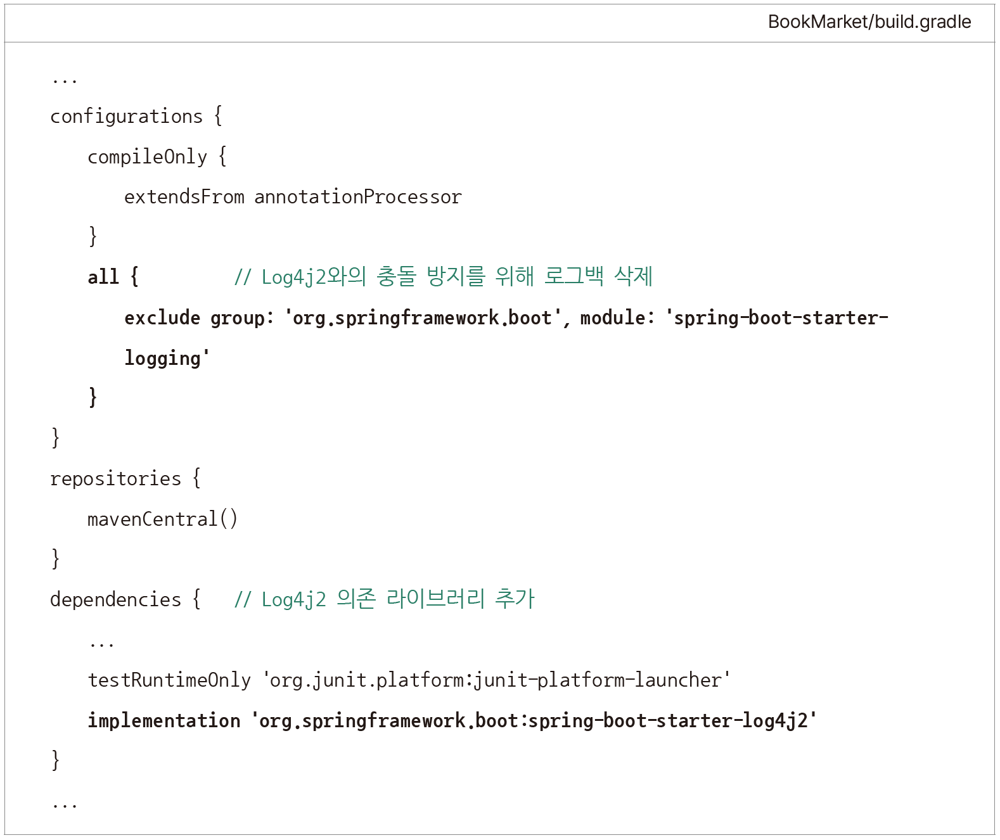 BookMarket/build.gradle
...
configurations {
compileOnly {
extendsFrom annotationProcessor
}
all { // Log4j2와의 충돌 방지를 위해 로그백 삭제
exclude group: 'org.springframework.boot', module: 'spring-boot-starter-
logging'
}
}
repositories {
mavenCentral()
}
dependencies { // Log4j2 의존 라이브러리 추가
...
testRuntimeOnly 'org.junit.platform:junit-platform-launcher'
implementation 'org.springframework.boot:spring-boot-starter-log4j2'
}
...